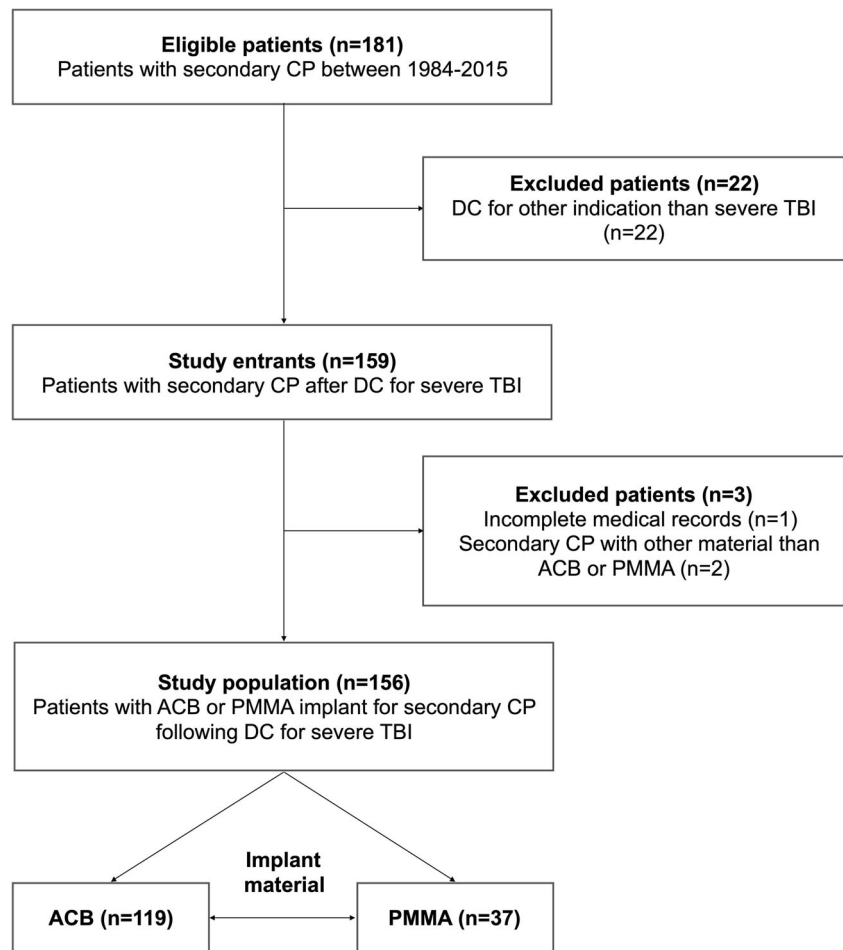 Eligible patients (n=181)
Patients with secondary CP between 1984-2015
Excluded patients (n=22)
DC for other indication than severe TBI
(n=22)
Study entrants (n=159)
Patients with secondary CP after DC for severe TBI
Excluded patients (n=3)
Incomplete medical records (n=1)
Secondary CP with other material than
ACB or PMMA (n=2)
Study population (n=156)
Patients with ACB or PMMA implant for secondary CP
following DC for severe TBI
Implant
material
ACB (n=119)
PMMA (n=37)